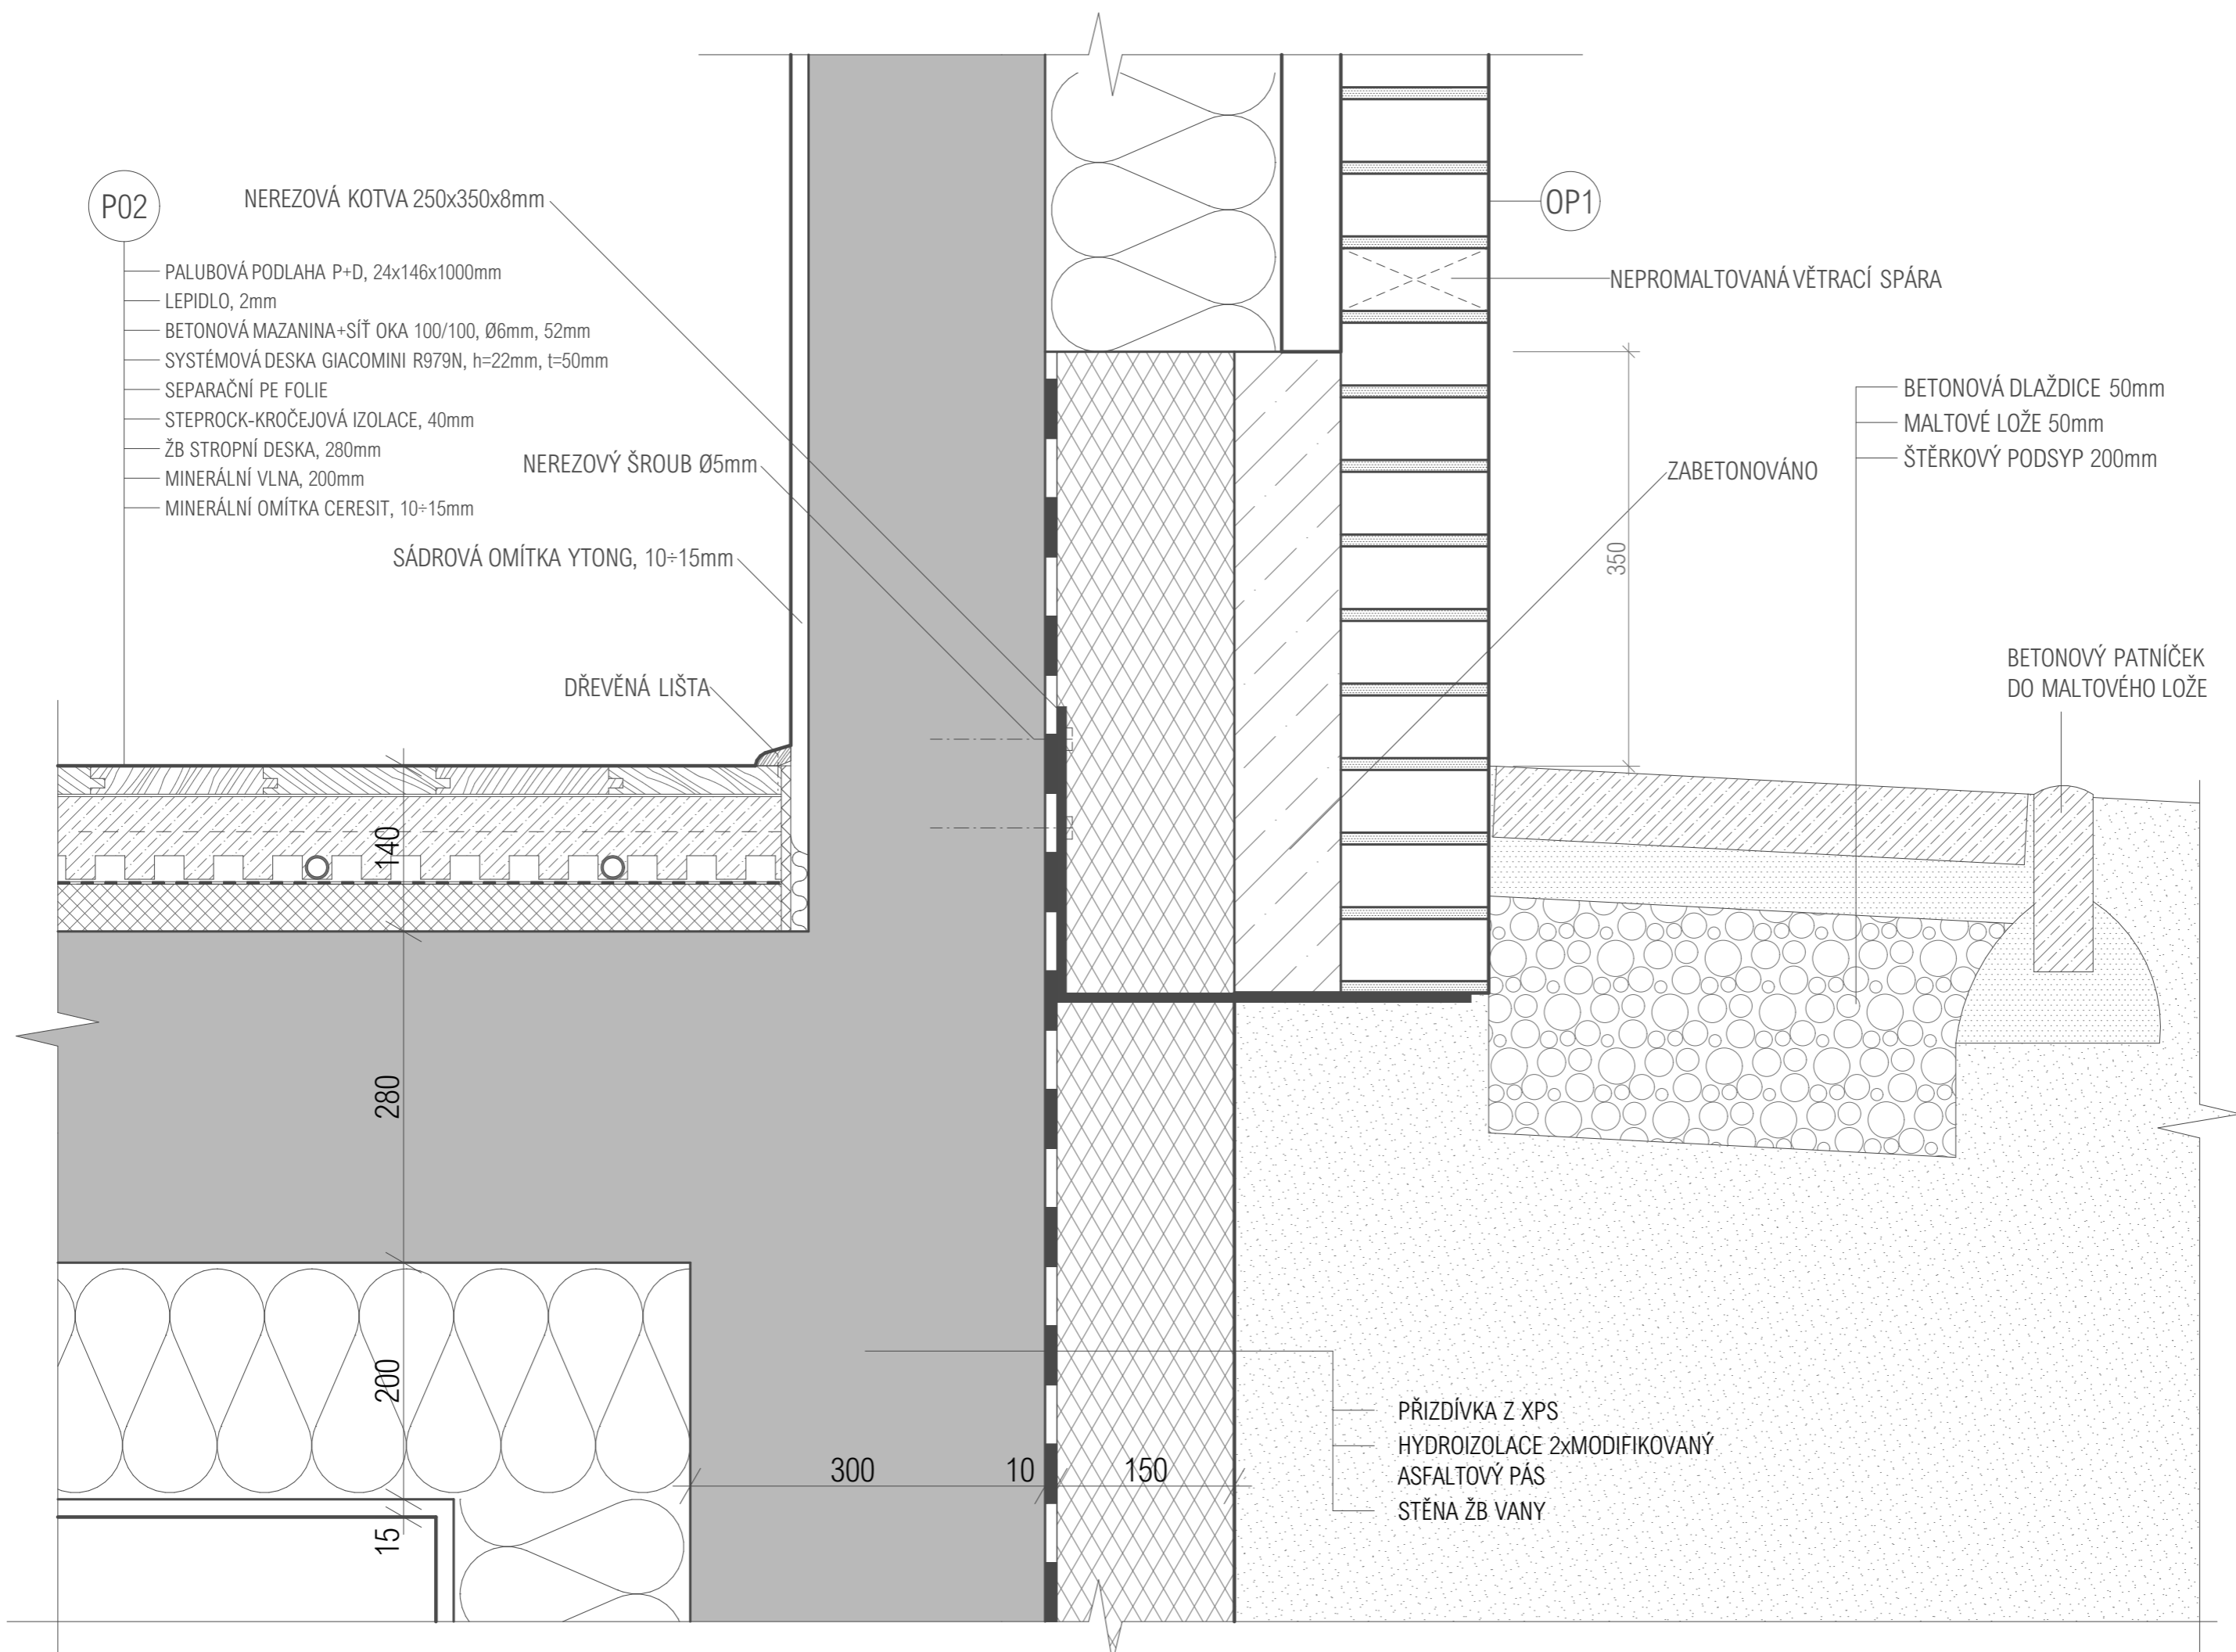 P02
PALUBOVÁ PODLAHA P+D, 24x146x1000mm
LEPIDLO, 2mm
BETONOVÁ MAZANINA+SÍŤ OKA 100/100, Ø6mm, 52mm
SYSTÉMOVÁ DESKA GIACOMINI R979N, h=22mm, t=50mm
SEPARAČNÍ PE FOLIE
STEPROCK-KROČEJOVÁ IZOLACE, 40mm
ŽB STROPNÍ DESKA, 280mm
MINERÁLNÍ VLNA, 200mm
MINERÁLNÍ OMÍTKA CERESIT, 10÷15mm
NEREZOVÁ KOTVA 250x350x8mm
NEREZOVÝ ŠROUB Ø5mm
SÁDROVÁ OMÍTKA YTONG, 10÷15mm
DŘEVĚNÁ LIŠTA
OP1
NEPROMALTOVANÁ VĚTRACÍ SPÁRA
BETONOVÁ DLAŽDICE 50mm
MALTOVÉ LOŽE 50mm
ŠTĚRKOVÝ PODSYP 200mm
ZABETONOVÁNO
350
BETONOVÝ PATNÍČEK
DO MALTOVÉHO LOŽE
140
280
200
15
300
10
150
PŘIZDÍVKA Z XPS
HYDROIZOLACE 2xMODIFIKOVANÝ
ASFALTOVÝ PÁS
STĚNA ŽB VANY